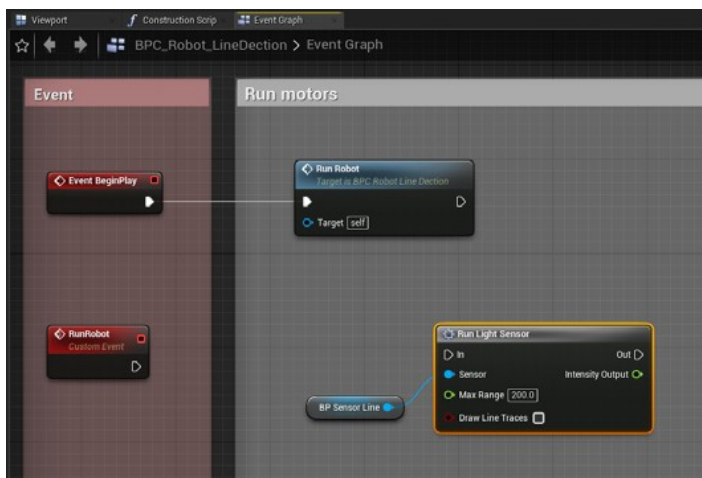 Viewport
Construction Scrip
Event Graph
BPC_Robot_LineDection > Event Graph
Event
Run motors
Event BeginPlay
Run Robot
Target is BPC Robot Line Dection
Target self
RunRobot
Custom Event
Run Light Sensor
In Out
Sensor Intensity Output
Max Range 200.0
Draw Line Traces
BP Sensor Line